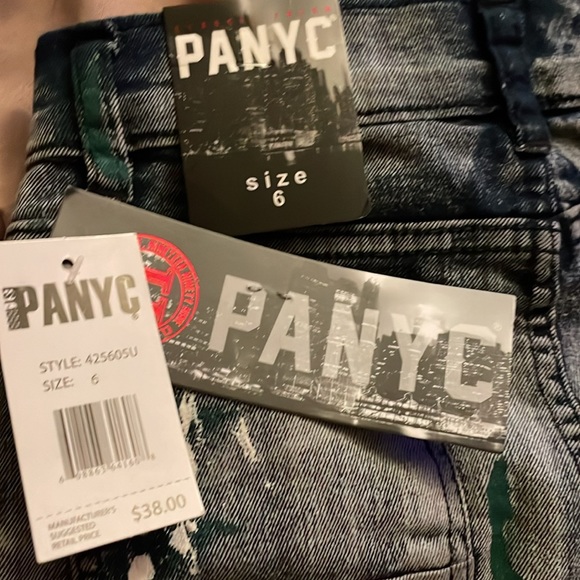 PANYC®
size
6
PANYC®
PANYC®
STYLE: 425605U
SIZE: 6
MANUFACTURER'S
SUGGESTED
RETAIL PRICE
$38.00